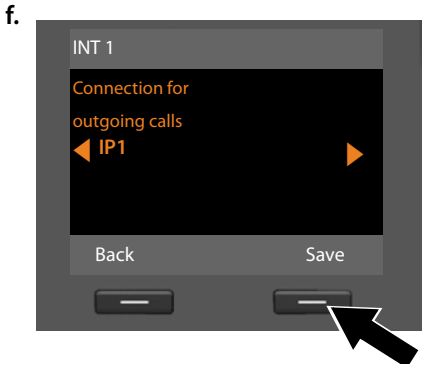 f.
INT 1
Connection for
outgoing calls
IP1
Back Save